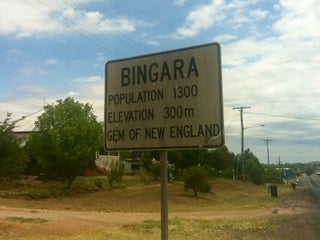 BINGARA
POPULATION 1300
ELEVATION 300m
GEM OF NEW ENGLAND